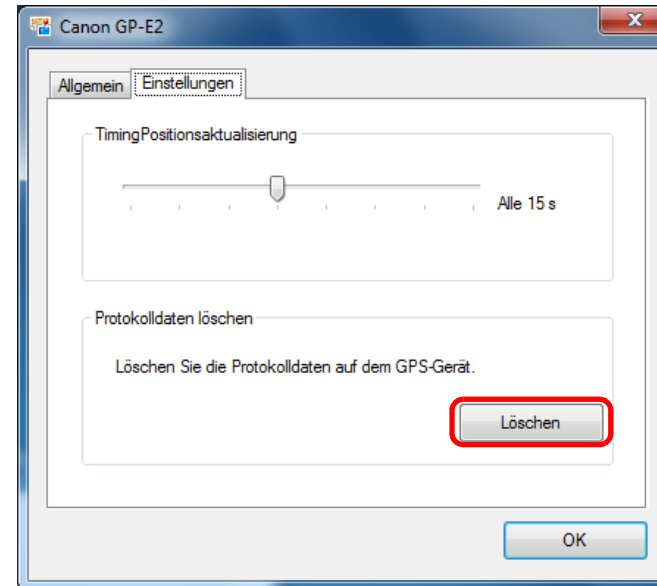 Canon GP-E2
Allgemein Einstellungen
TimingPositionsaktualisierung
Alle 15 s
Protokolldaten löschen
Löschen Sie die Protokolldaten auf dem GPS-Gerät.
Löschen
OK